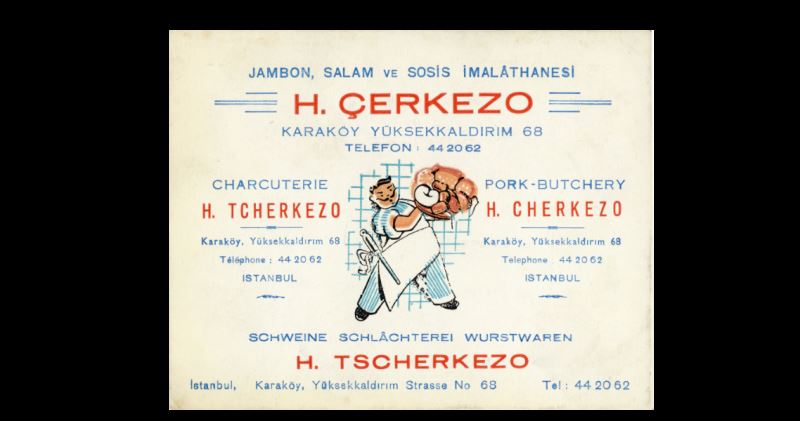 JAMBON, SALAM VE SOSİS İMALÂTHANESİ
H. ÇERKEZO
KARAKÖY YÜKSEKKALDIRIM 68
TELEFON : 44 20 62
CHARCUTERIE
H. TCHERKEZO
Karaköy, Yüksekkaldırım 68
Téléphone : 44 20 62
ISTANBUL
PORK-BUTCHERY
H. CHERKEZO
Karaköy, Yüksekkaldırım 68
Telephone : 44 20 62
ISTANBUL
SCHWEINE SCHLÂCHTEREI WURSTWAREN
H. TSCHERKEZO
İstanbul, Karaköy, Yüksekkaldırım Strasse No 68 Tel : 44 20 62